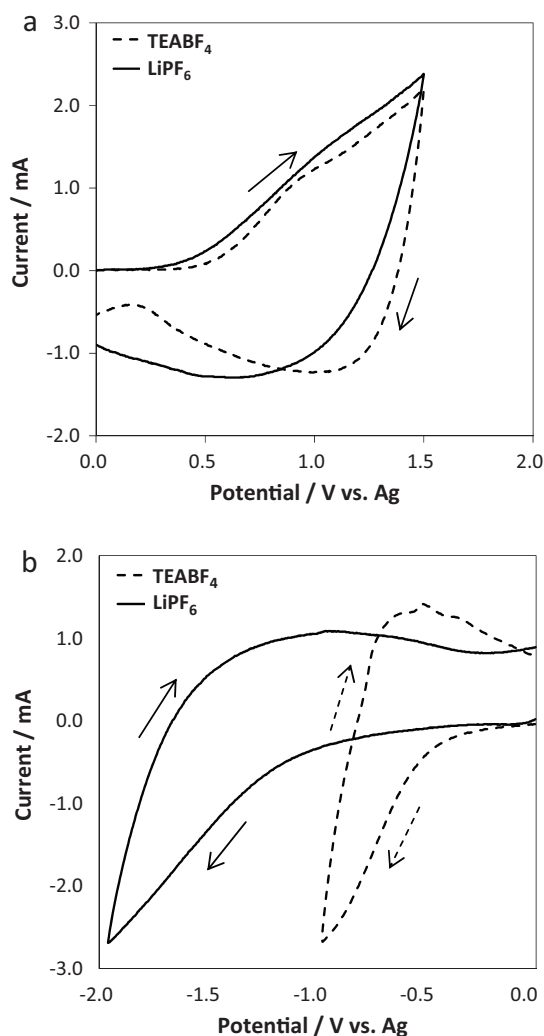 a
3.0
2.0
1.0
0.0
-1.0
-2.0
Current / mA
TEABF₄
LiPF₆
0.0 0.5 1.0 1.5 2.0
Potential / V vs. Ag
b
2.0
1.0
0.0
-1.0
-2.0
-3.0
Current / mA
TEABF₄
LiPF₆
-2.0 -1.5 -1.0 -0.5 0.0
Potential / V vs. Ag